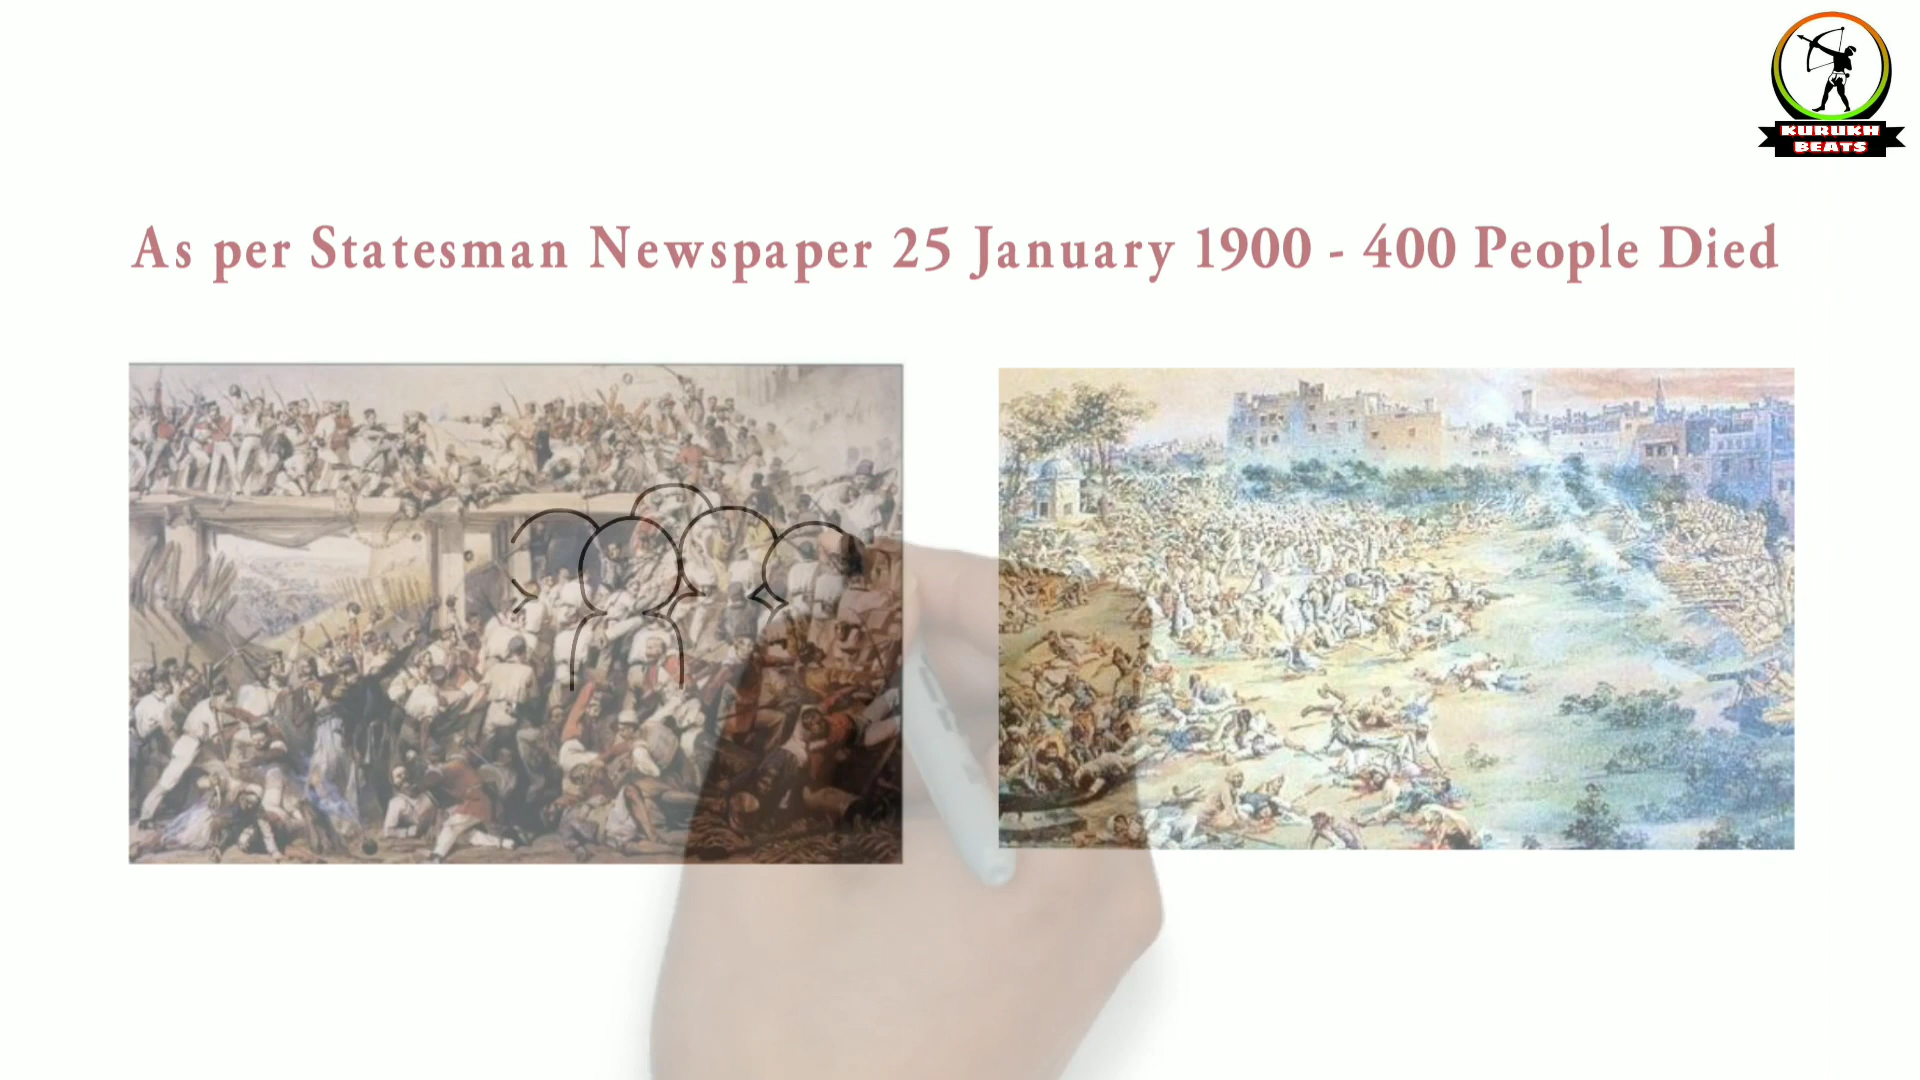 KURUKH
BEATS
As per Statesman Newspaper 25 January 1900 - 400 People Died